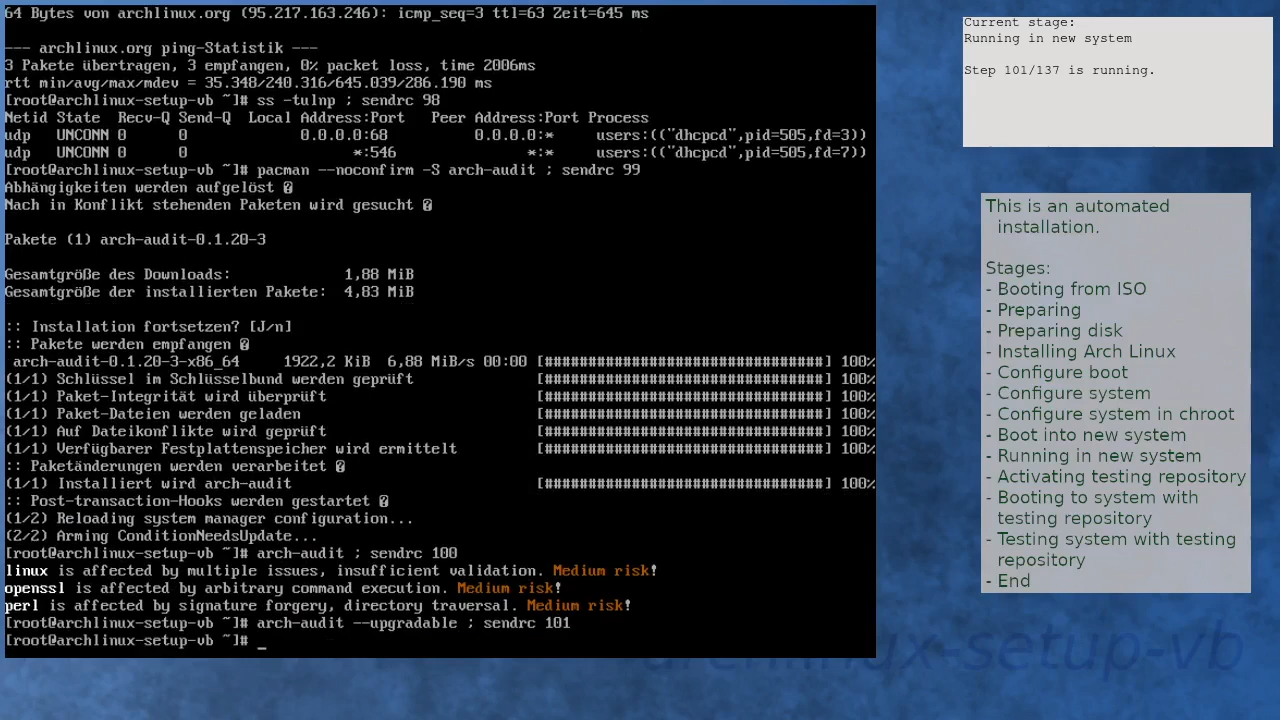 64 Bytes von archlinux.org (95.217.163.246): icmp_seq=3 ttl=63 Zeit=645 ms
--- archlinux.org ping-Statistik ---
3 Pakete übertragen, 3 empfangen, 0% packet loss, time 2006ms
rtt min/avg/max/mdev = 35.348/240.316/645.039/286.190 ms
[root@archlinux-setup-vb ~]# ss -tulnp ; sendrc 98
Netid State  Recv-Q Send-Q  Local Address:Port   Peer Address:Port Process
udp   UNCONN 0      0             0.0.0.0:68          0.0.0.0:*     users:(("dhcpcd",pid=505,fd=3))
udp   UNCONN 0      0                   *:546               *:*     users:(("dhcpcd",pid=505,fd=7))
[root@archlinux-setup-vb ~]# pacman --noconfirm -S arch-audit ; sendrc 99
Abhängigkeiten werden aufgelöst �
Nach in Konflikt stehenden Paketen wird gesucht �
Pakete (1) arch-audit-0.1.20-3
Gesamtgröße des Downloads:             1,88 MiB
Gesamtgröße der installierten Pakete:  4,83 MiB
:: Installation fortsetzen? [J/n]
:: Pakete werden empfangen �
arch-audit-0.1.20-3-x86_64     1922,2 KiB  6,88 MiB/s 00:00 [################################] 100%
(1/1) Schlüssel im Schlüsselbund werden geprüft              [################################] 100%
(1/1) Paket-Integrität wird überprüft                        [################################] 100%
(1/1) Paket-Dateien werden geladen                           [################################] 100%
(1/1) Auf Dateikonflikte wird geprüft                        [################################] 100%
(1/1) Verfügbarer Festplattenspeicher wird ermittelt         [################################] 100%
:: Paketänderungen werden verarbeitet �
(1/1) Installiert wird arch-audit                            [################################] 100%
:: Post-transaction-Hooks werden gestartet �
(1/2) Reloading system manager configuration...
(2/2) Arming ConditionNeedsUpdate...
[root@archlinux-setup-vb ~]# arch-audit ; sendrc 100
linux is affected by multiple issues, insufficient validation. Medium risk!
openssl is affected by arbitrary command execution. Medium risk!
perl is affected by signature forgery, directory traversal. Medium risk!
[root@archlinux-setup-vb ~]# arch-audit --upgradable ; sendrc 101
[root@archlinux-setup-vb ~]# _
Current stage:
Running in new system
Step 101/137 is running.
This is an automated
installation.
Stages:
- Booting from ISO
- Preparing
- Preparing disk
- Installing Arch Linux
- Configure boot
- Configure system
- Configure system in chroot
- Boot into new system
- Running in new system
- Activating testing repository
- Booting to system with
testing repository
- Testing system with testing
repository
- End
archlinux-setup-vb